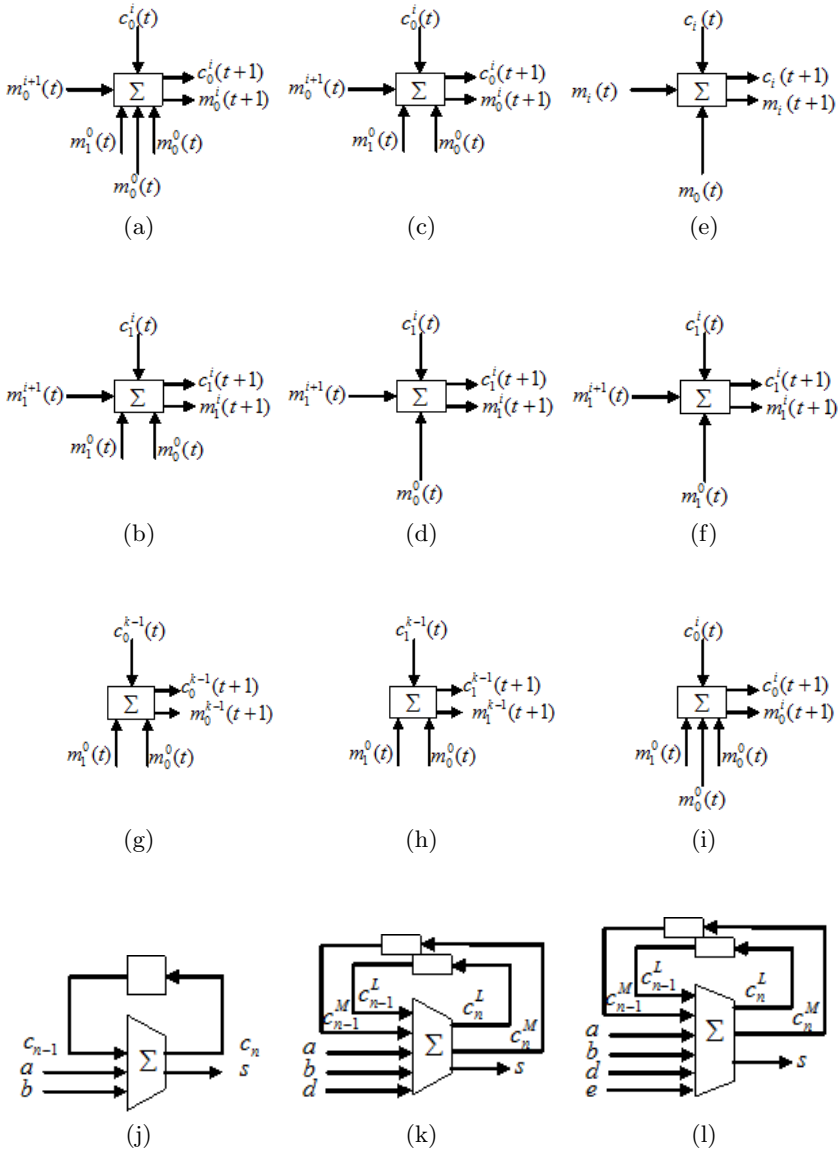 c_0^i(t) c_0^i(t) c_i(t)
m_0^{i+1}(t) Σ c_0^i(t+1) m_0^{i+1}(t) Σ c_0^i(t+1) m_i(t) Σ c_i(t+1)
m_0^i(t+1) m_0^i(t+1) m_i(t+1)
m_1^0(t) m_0^0(t) m_1^0(t) m_0^0(t)
m_0^0(t) m_0(t)
(a) (c) (e)
c_1^i(t) c_1^i(t) c_1^i(t)
m_1^{i+1}(t) Σ c_1^i(t+1) m_1^{i+1}(t) Σ c_1^i(t+1) m_1^{i+1}(t) Σ c_1^i(t+1)
m_1^i(t+1) m_1^i(t+1) m_1^i(t+1)
m_1^0(t) m_0^0(t)
m_0^0(t) m_1^0(t)
(b) (d) (f)
c_0^{k-1}(t) c_1^{k-1}(t) c_0^i(t)
Σ c_0^{k-1}(t+1) Σ c_1^{k-1}(t+1) Σ c_0^i(t+1)
m_0^{k-1}(t+1) m_1^{k-1}(t+1) m_0^i(t+1)
m_1^0(t) m_0^0(t) m_1^0(t) m_0^0(t) m_1^0(t) m_0^0(t)
m_0^0(t)
(g) (h) (i)
c_{n-1}^L c_n^L c_{n-1}^L c_n^L
c_{n-1}^M c_n^M c_{n-1}^M c_n^M
c_{n-1} Σ c_n a Σ a Σ
a s b s b s
b d d
e
(j) (k) (l)